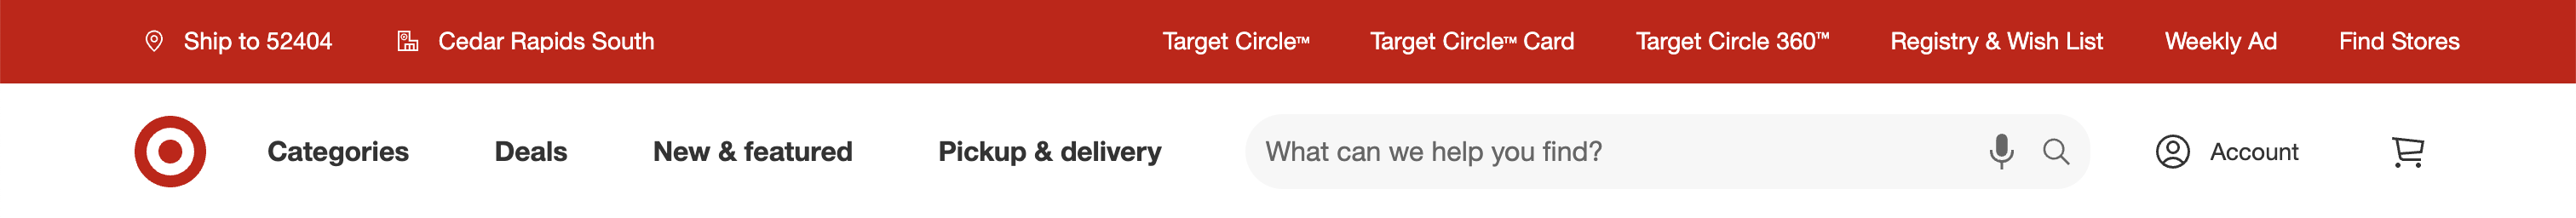 Ship to 52404 Cedar Rapids South Target Circle™ Target Circle™ Card Target Circle 360™ Registry & Wish List Weekly Ad Find Stores
Categories Deals New & featured Pickup & delivery What can we help you find? Account